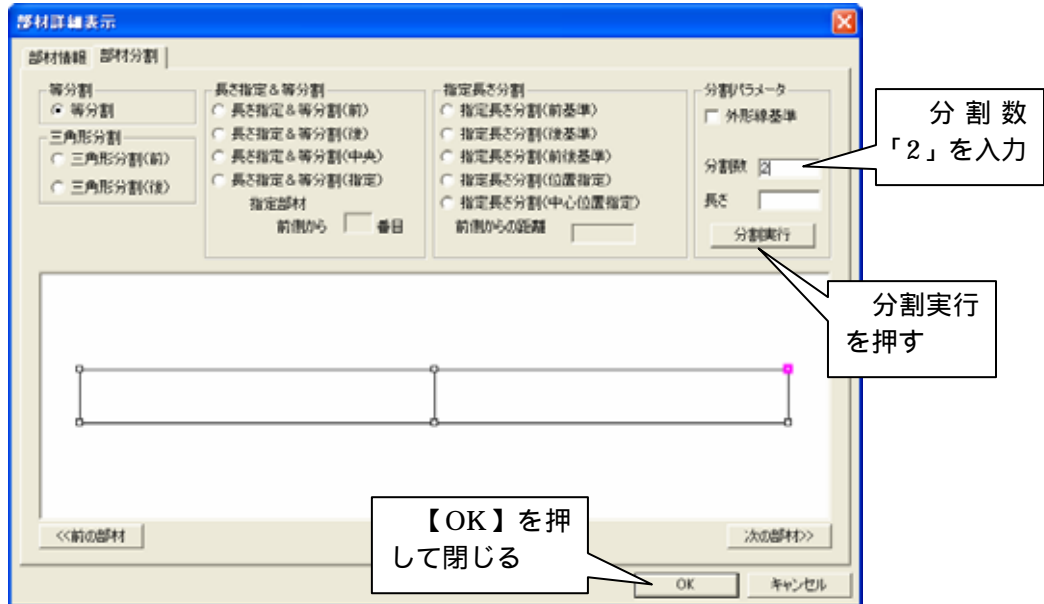 部材詳細表示
部材情報 部材分割
等分割
等分割
三角形分割
三角形分割(前)
三角形分割(後)
長さ指定&等分割
長さ指定&等分割(前)
長さ指定&等分割(後)
長さ指定&等分割(中央)
長さ指定&等分割(指定)
指定部材
前側から 番目
指定長さ分割
指定長さ分割(前基準)
指定長さ分割(後基準)
指定長さ分割(前後基準)
指定長さ分割(位置指定)
指定長さ分割(中心位置指定)
前側からの距離
分割パラメータ
外形線基準
分割数 2
長さ
分割実行
分割数
「2」を入力
分割実行
を押す
<<前の部材
次の部材>>
【OK】を押
して閉じる
OK キャンセル